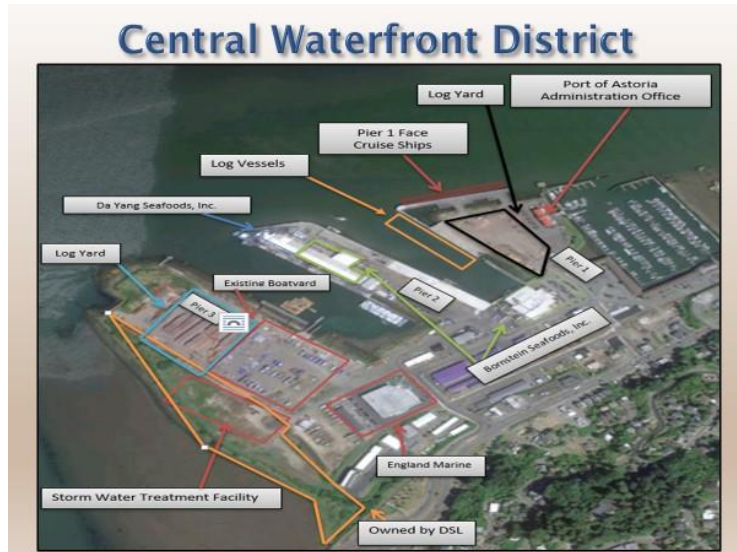 Central Waterfront District
Log Yard
Port of Astoria
Administration Office
Pier 1 Face
Cruise Ships
Log Vessels
Da Yang Seafoods, Inc.
Log Yard
Existing Boatyard
Pier 1
Pier 2
Pier 3
Bornstein Seafoods, Inc.
England Marine
Storm Water Treatment Facility
Owned by DSL